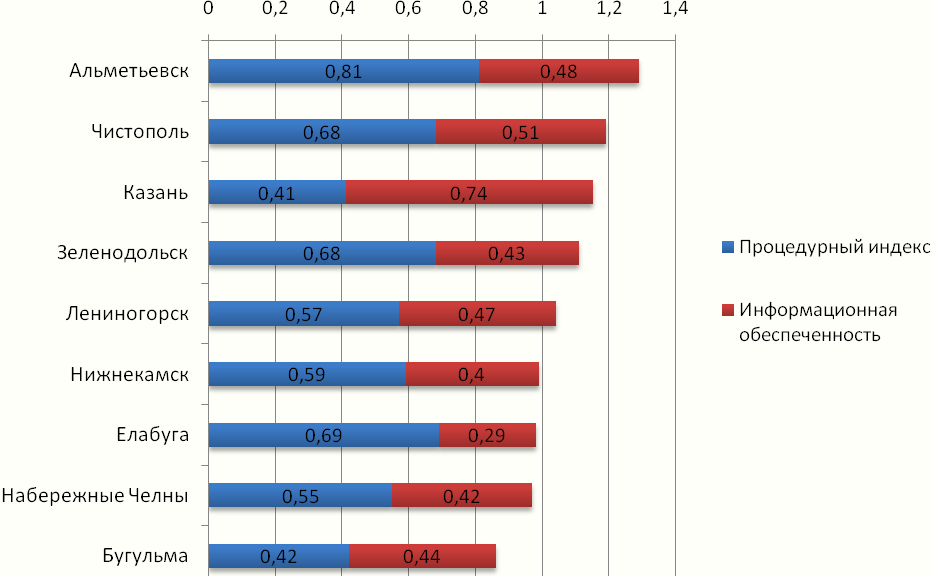 0 0,2 0,4 0,6 0,8 1 1,2 1,4
Альметьевск 0,81 0,48
Чистополь 0,68 0,51
Казань 0,41 0,74
Зеленодольск 0,68 0,43
Лениногорск 0,57 0,47
Нижнекамск 0,59 0,4
Елабуга 0,69 0,29
Набережные Челны 0,55 0,42
Бугульма 0,42 0,44
Процедурный индекс
Информационная
обеспеченность